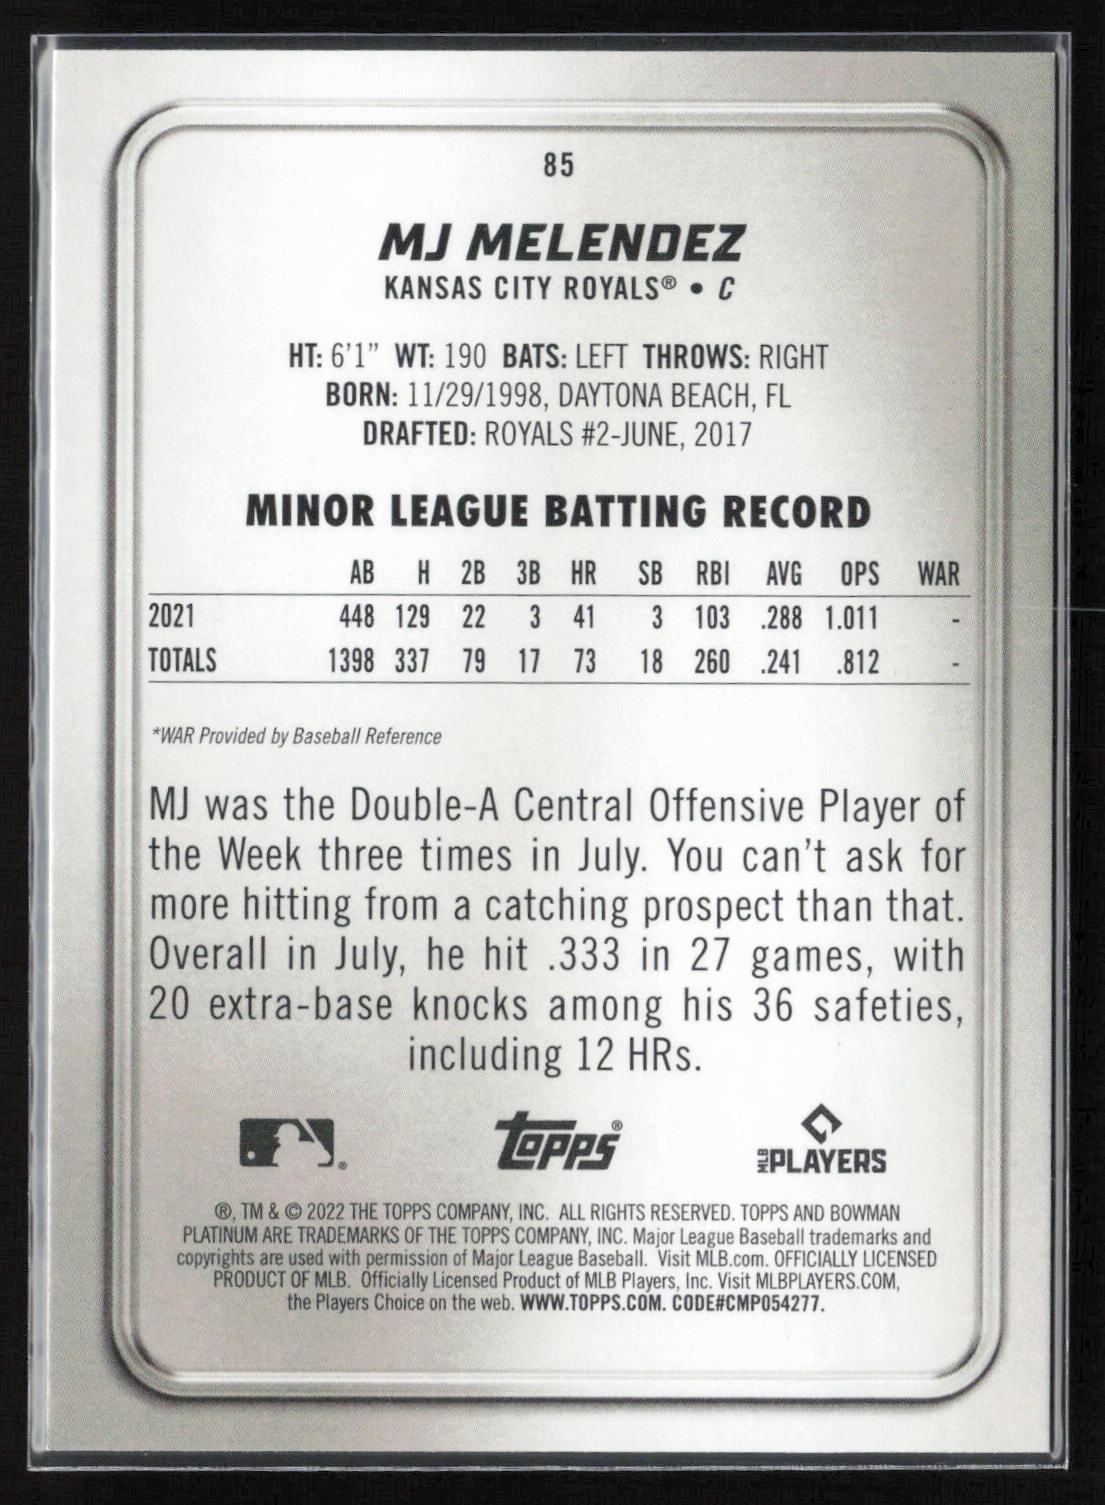 85
MJ MELENDEZ
KANSAS CITY ROYALS® • C
HT: 6'1" WT: 190 BATS: LEFT THROWS: RIGHT
BORN: 11/29/1998, DAYTONA BEACH, FL
DRAFTED: ROYALS #2-JUNE, 2017
MINOR LEAGUE BATTING RECORD
AB H 2B 3B HR SB RBI AVG OPS WAR
2021 448 129 22 3 41 3 103 .288 1.011 -
TOTALS 1398 337 79 17 73 18 260 .241 .812 -
*WAR Provided by Baseball Reference
MJ was the Double-A Central Offensive Player of
the Week three times in July. You can't ask for
more hitting from a catching prospect than that.
Overall in July, he hit .333 in 27 games, with
20 extra-base knocks among his 36 safeties,
including 12 HRs.
® topps® MLB PLAYERS
®, TM & © 2022 THE TOPPS COMPANY, INC. ALL RIGHTS RESERVED. TOPPS AND BOWMAN
PLATINUM ARE TRADEMARKS OF THE TOPPS COMPANY, INC. Major League Baseball trademarks and
copyrights are used with permission of Major League Baseball. Visit MLB.com. OFFICIALLY LICENSED
PRODUCT OF MLB. Officially Licensed Product of MLB Players, Inc. Visit MLBPLAYERS.COM,
the Players Choice on the web. WWW.TOPPS.COM. CODE#CMP054277.